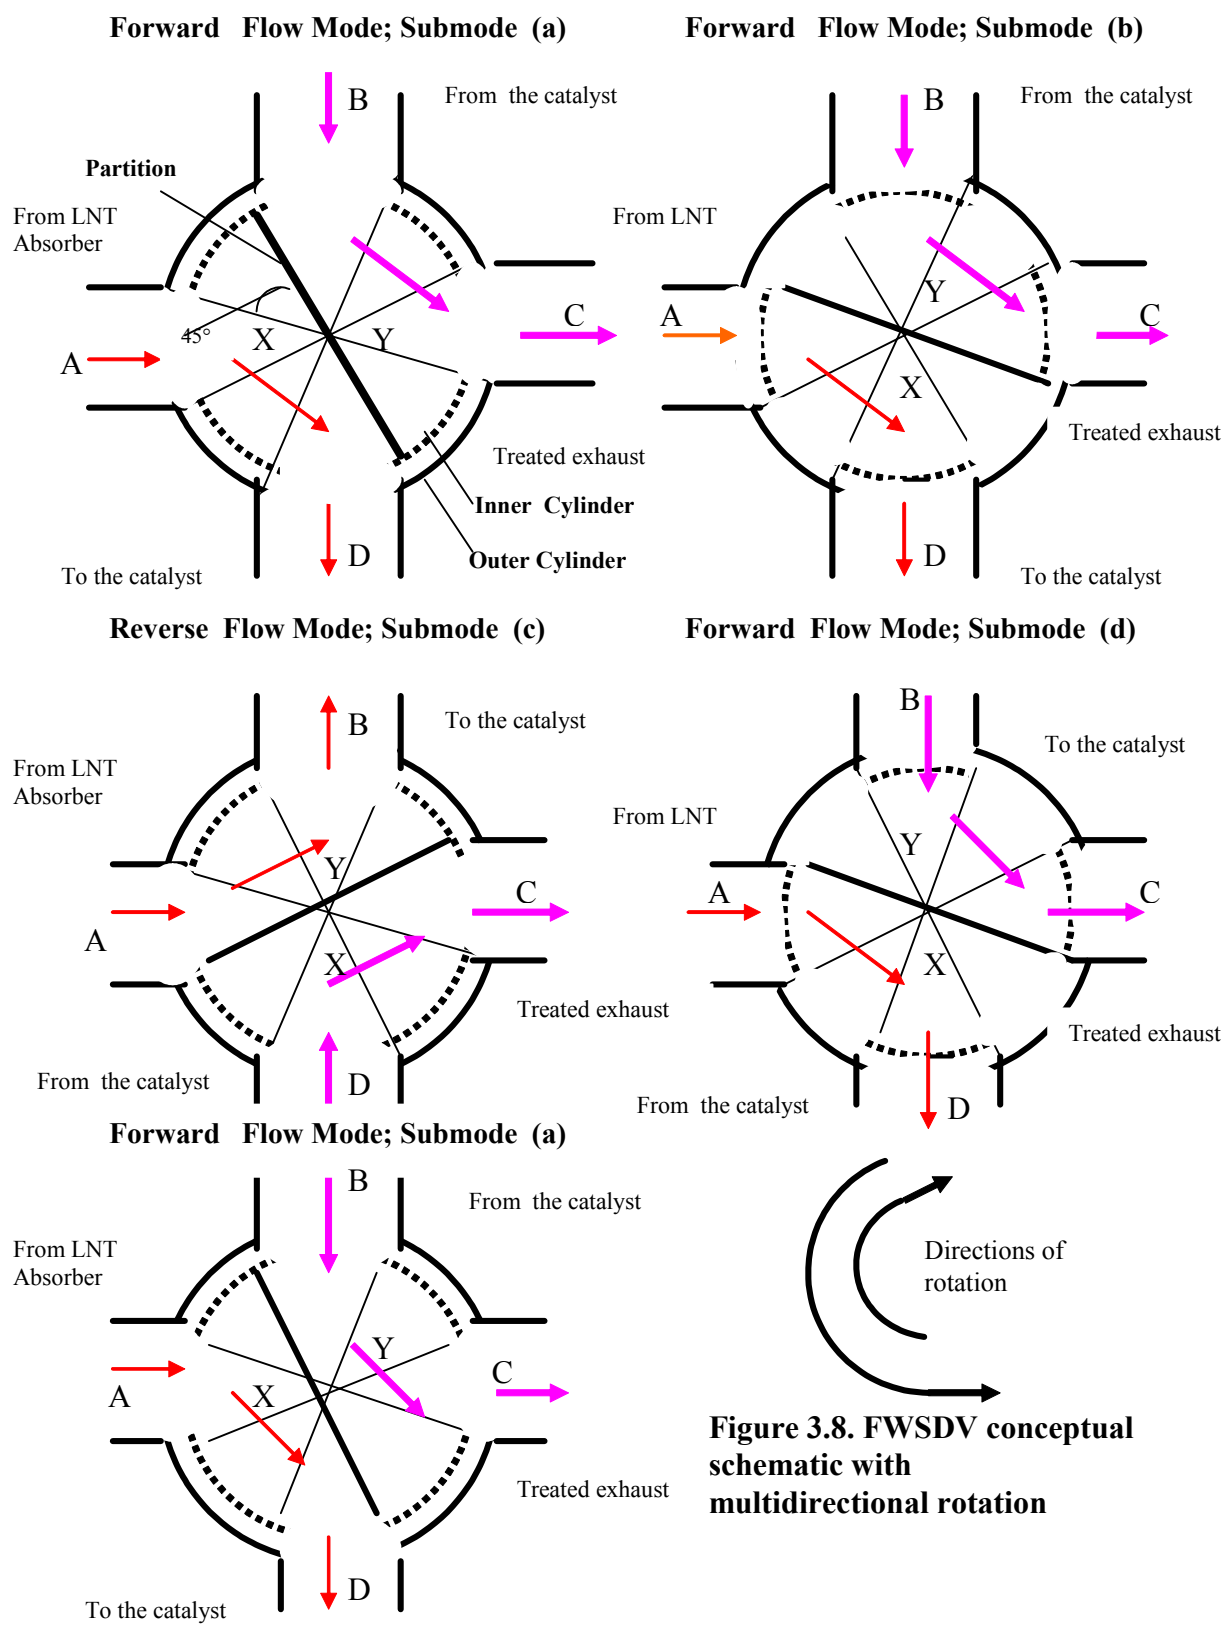 Forward Flow Mode; Submode (a)
B
From the catalyst
Partition
From LNT
Absorber
45°
X
Y
C
A
Treated exhaust
Inner Cylinder
Outer Cylinder
D
To the catalyst
Forward Flow Mode; Submode (b)
B
From the catalyst
From LNT
Y
A
C
X
Treated exhaust
D
To the catalyst
Reverse Flow Mode; Submode (c)
B
To the catalyst
From LNT
Absorber
Y
C
A
X
Treated exhaust
From the catalyst
D
Forward Flow Mode; Submode (d)
B
To the catalyst
From LNT
Y
A
C
X
Treated exhaust
From the catalyst
D
Forward Flow Mode; Submode (a)
B
From the catalyst
From LNT
Absorber
Y
C
A
X
Treated exhaust
D
To the catalyst
Directions of
rotation
Figure 3.8. FWSDV conceptual
schematic with
multidirectional rotation